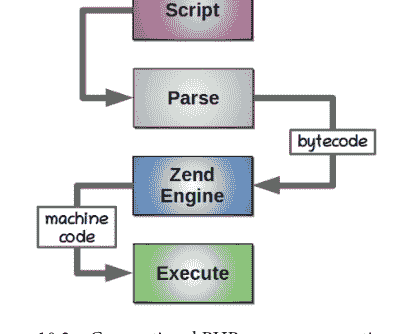 Script
Parse
bytecode
Zend
Engine
machine
code
Execute